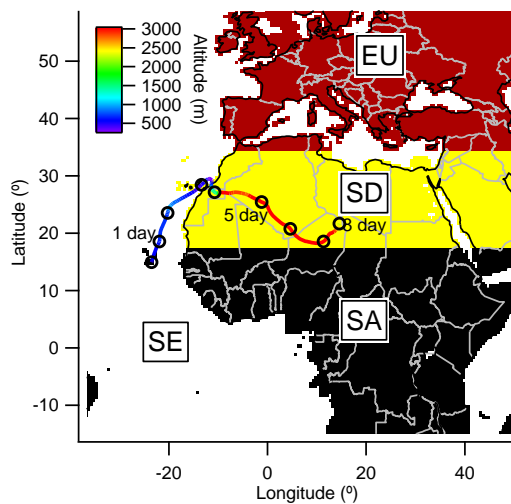 3000
2500
2000
1500
1000
500
Altitude (m)
EU
SD
SA
SE
1 day
5 day
8 day
Latitude (º)
50
40
30
20
10
0
-10
-20
0
20
40
Longitude (º)